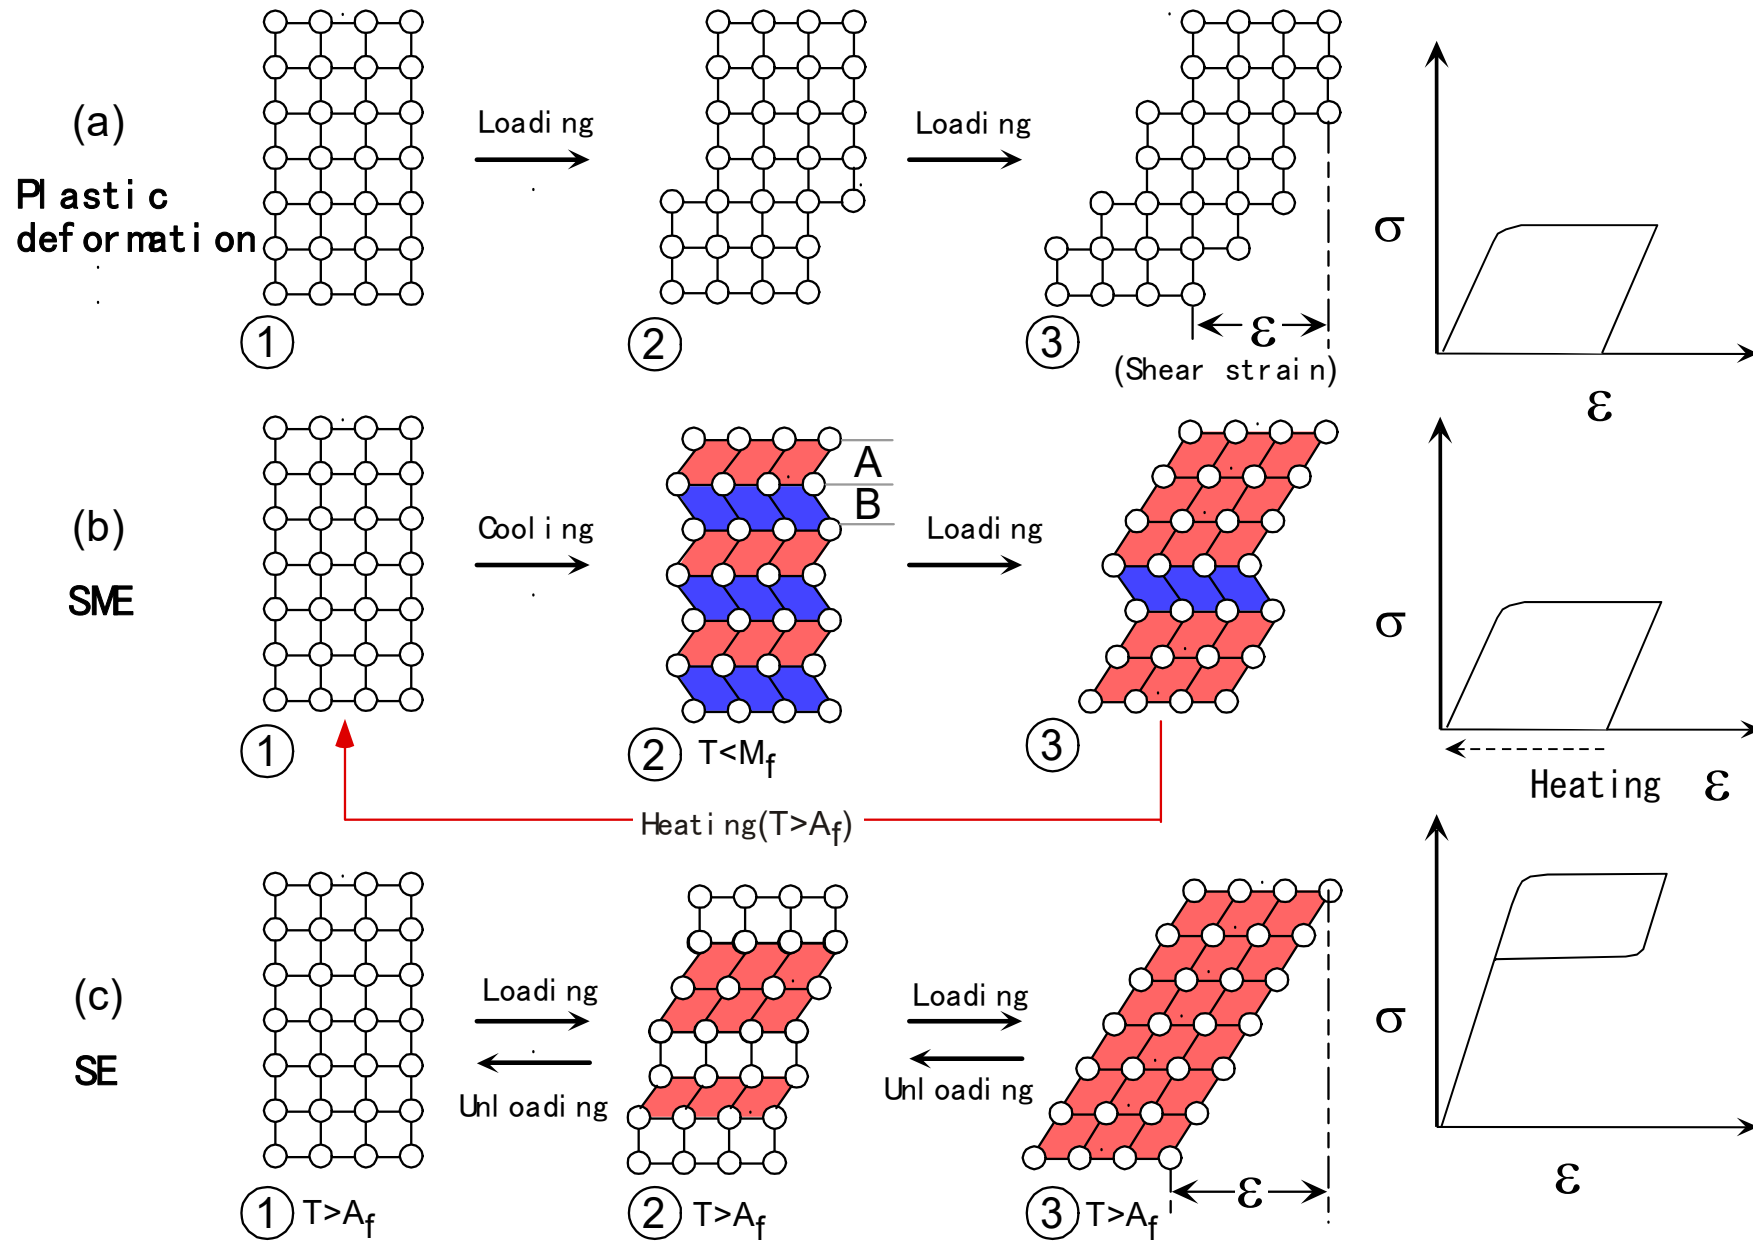 (a)
Plastic
deformation
Loading
Loading
1
2
3
ε
(Shear strain)
σ
ε
(b)
SME
Cooling
Loading
A
B
1
2 T<Mf
3
Heating(T>Af)
σ
Heating ε
(c)
SE
Loading
Unloading
Loading
Unloading
1 T>Af
2 T>Af
3 T>Af
ε
σ
ε